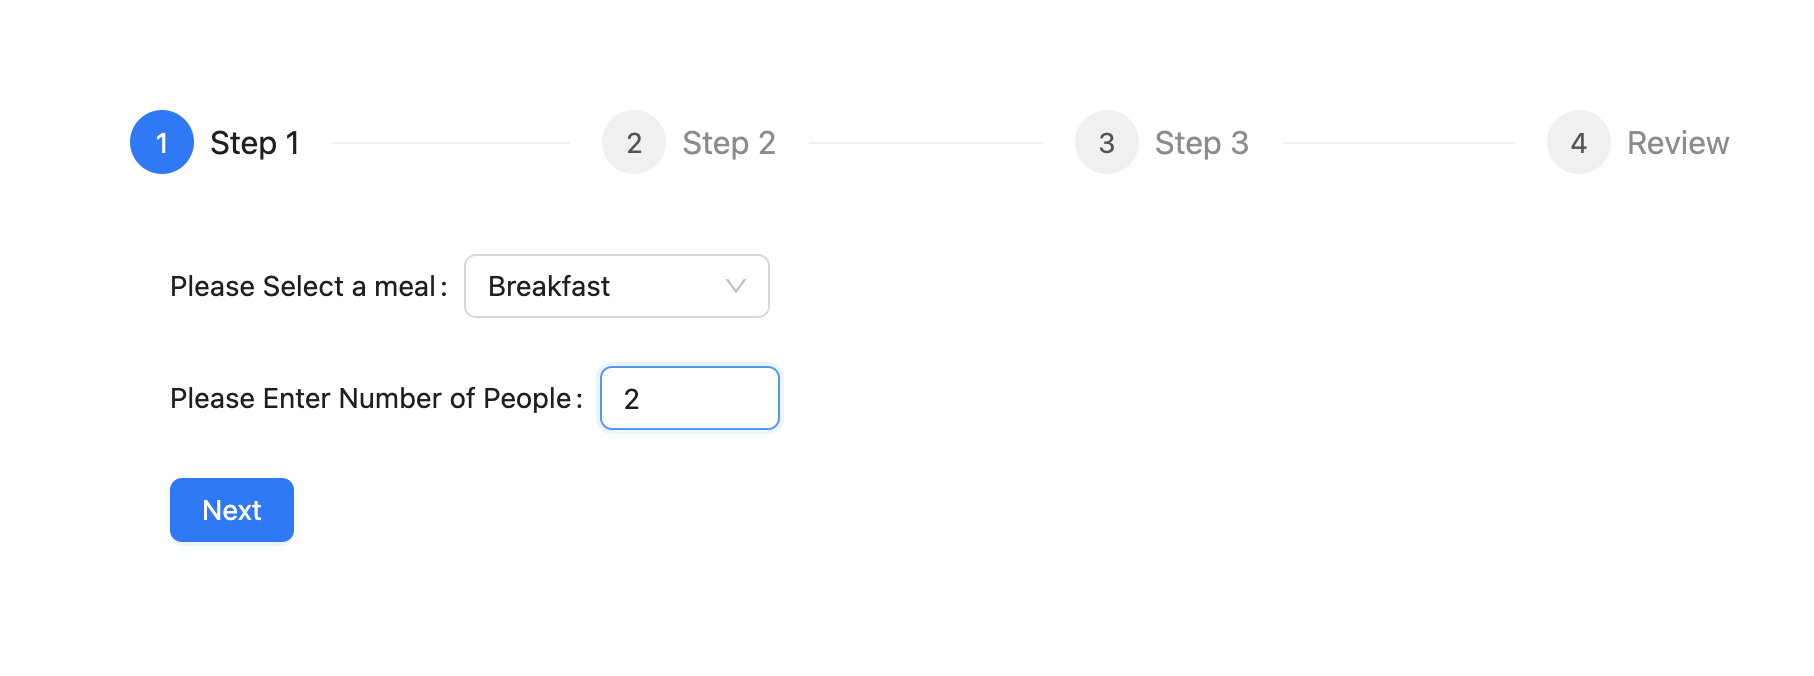 1 Step 1 2 Step 2 3 Step 3 4 Review
Please Select a meal: Breakfast
Please Enter Number of People: 2
Next